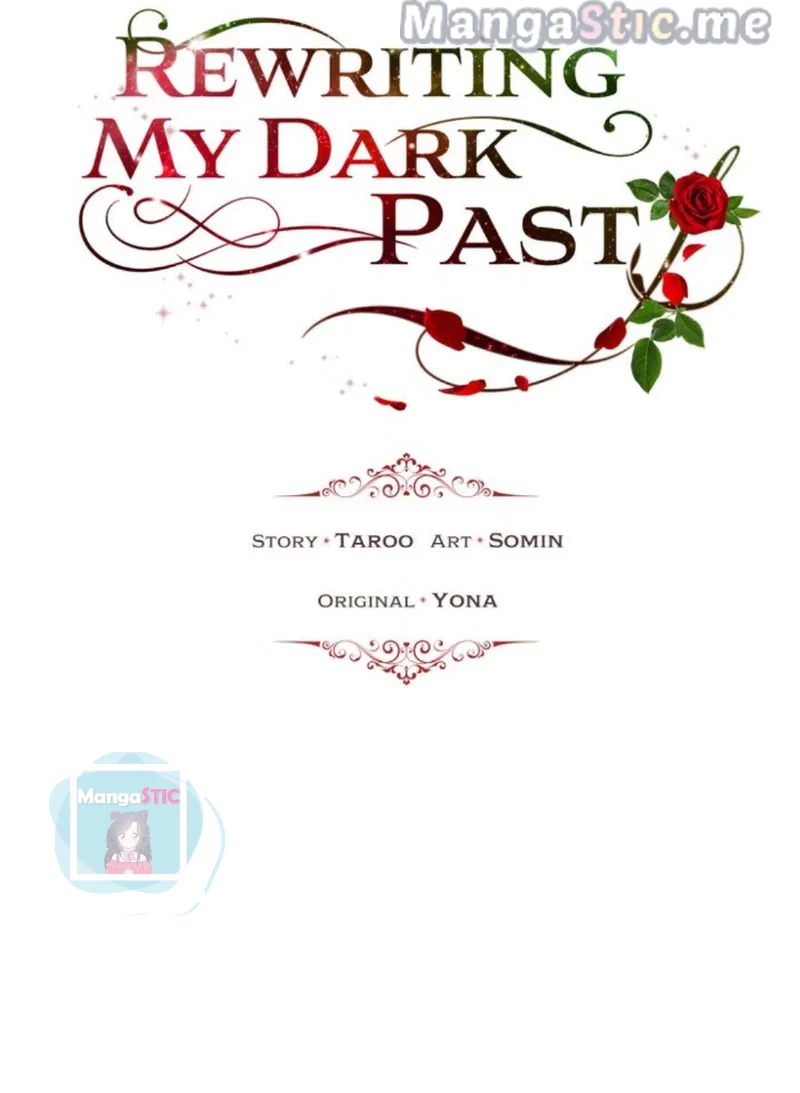 MangaStic.me
REWRITING
MY DARK
PAST
STORY • TAROO ART • SOMIN
ORIGINAL • YONA
MangaSTIC